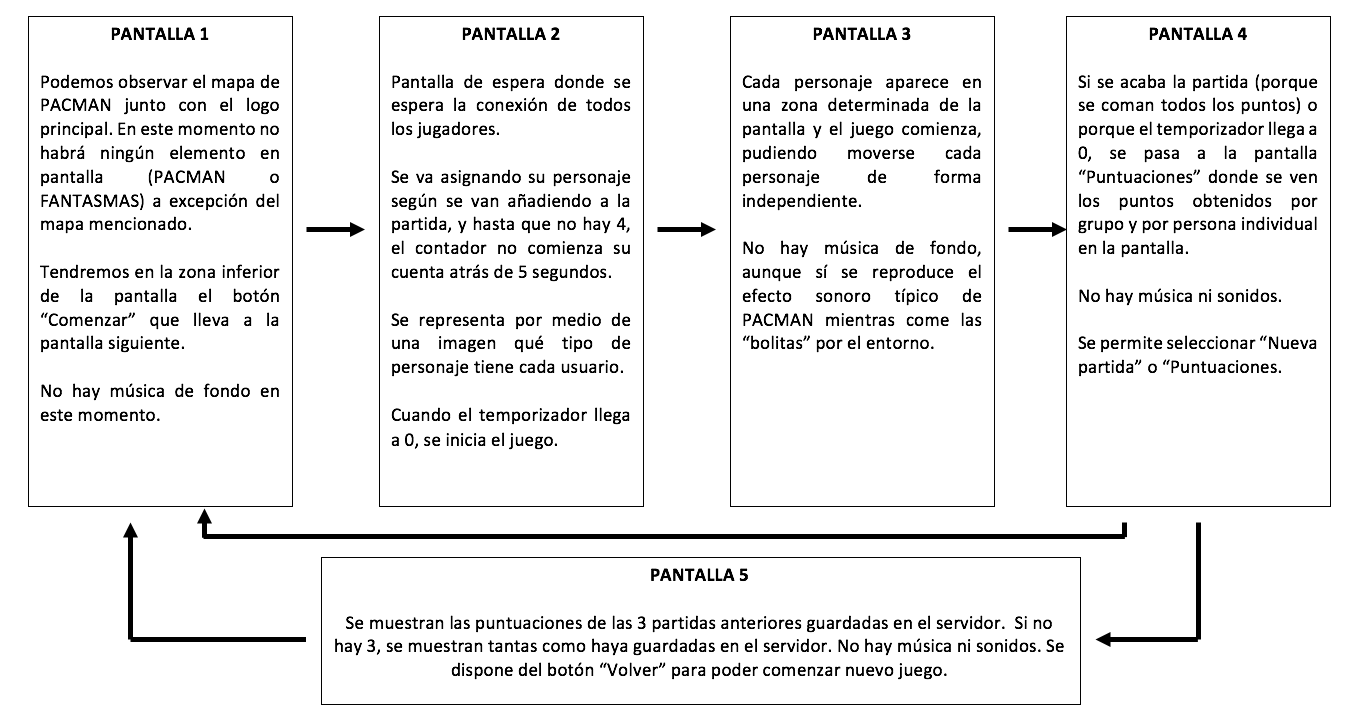 PANTALLA 1
Podemos observar el mapa de
PACMAN junto con el logo
principal. En este momento no
habrá ningún elemento en
pantalla (PACMAN o
FANTASMAS) a excepción del
mapa mencionado.
Tendremos en la zona inferior
de la pantalla el botón
“Comenzar” que lleva a la
pantalla siguiente.
No hay música de fondo en
este momento.
PANTALLA 2
Pantalla de espera donde se
espera la conexión de todos
los jugadores.
Se va asignando su personaje
según se van añadiendo a la
partida, y hasta que no hay 4,
el contador no comienza su
cuenta atrás de 5 segundos.
Se representa por medio de
una imagen qué tipo de
personaje tiene cada usuario.
Cuando el temporizador llega
a 0, se inicia el juego.
PANTALLA 3
Cada personaje aparece en
una zona determinada de la
pantalla y el juego comienza,
pudiendo moverse cada
personaje de forma
independiente.
No hay música de fondo,
aunque sí se reproduce el
efecto sonoro típico de
PACMAN mientras come las
“bolitas” por el entorno.
PANTALLA 4
Si se acaba la partida (porque
se coman todos los puntos) o
porque el temporizador llega a
0, se pasa a la pantalla
“Puntuaciones” donde se ven
los puntos obtenidos por
grupo y por persona individual
en la pantalla.
No hay música ni sonidos.
Se permite seleccionar “Nueva
partida” o “Puntuaciones.
PANTALLA 5
Se muestran las puntuaciones de las 3 partidas anteriores guardadas en el servidor. Si no
hay 3, se muestran tantas como haya guardadas en el servidor. No hay música ni sonidos. Se
dispone del botón “Volver” para poder comenzar nuevo juego.